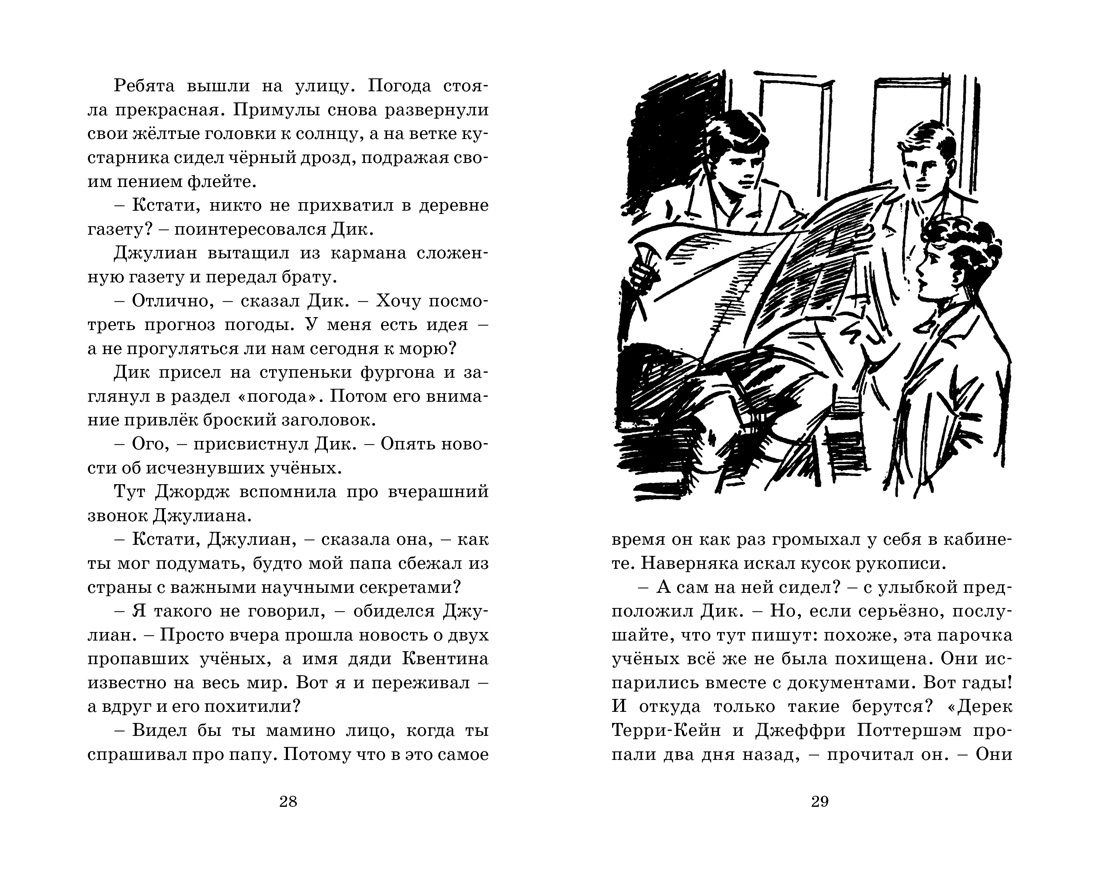 Ребята вышли на улицу. Погода стоя-
ла прекрасная. Примулы снова развернули
свои жёлтые головки к солнцу, а на ветке ку-
старника сидел чёрный дрозд, подражая сво-
им пением флейте.
– Кстати, никто не прихватил в деревне
газету? – поинтересовался Дик.
Джулиан вытащил из кармана сложен-
ную газету и передал брату.
– Отлично, – сказал Дик. – Хочу посмо-
треть прогноз погоды. У меня есть идея –
а не прогуляться ли нам сегодня к морю?
Дик присел на ступеньки фургона и за-
глянул в раздел «погода». Потом его внима-
ние привлёк броский заголовок.
– Ого, – присвистнул Дик. – Опять ново-
сти об исчезнувших учёных.
Тут Джордж вспомнила про вчерашний
звонок Джулиана.
– Кстати, Джулиан, – сказала она, – как
ты мог подумать, будто мой папа сбежал из
страны с важными научными секретами?
– Я такого не говорил, – обиделся Джу-
лиан. – Просто вчера прошла новость о двух
пропавших учёных, а имя дяди Квентина
известно на весь мир. Вот я и переживал –
а вдруг и его похитили?
– Видел бы ты мамино лицо, когда ты
спрашивал про папу. Потому что в это самое
28
время он как раз громыхал у себя в кабине-
те. Наверняка искал кусок рукописи.
– А сам на ней сидел? – с улыбкой пред-
положил Дик. – Но, если серьёзно, послу-
шайте, что тут пишут: похоже, эта парочка
учёных всё же не была похищена. Они ис-
парились вместе с документами. Вот гады!
И откуда только такие берутся? «Дерек
Терри-Кейн и Джеффри Поттершэм про-
пали два дня назад, – прочитал он. – Они
29